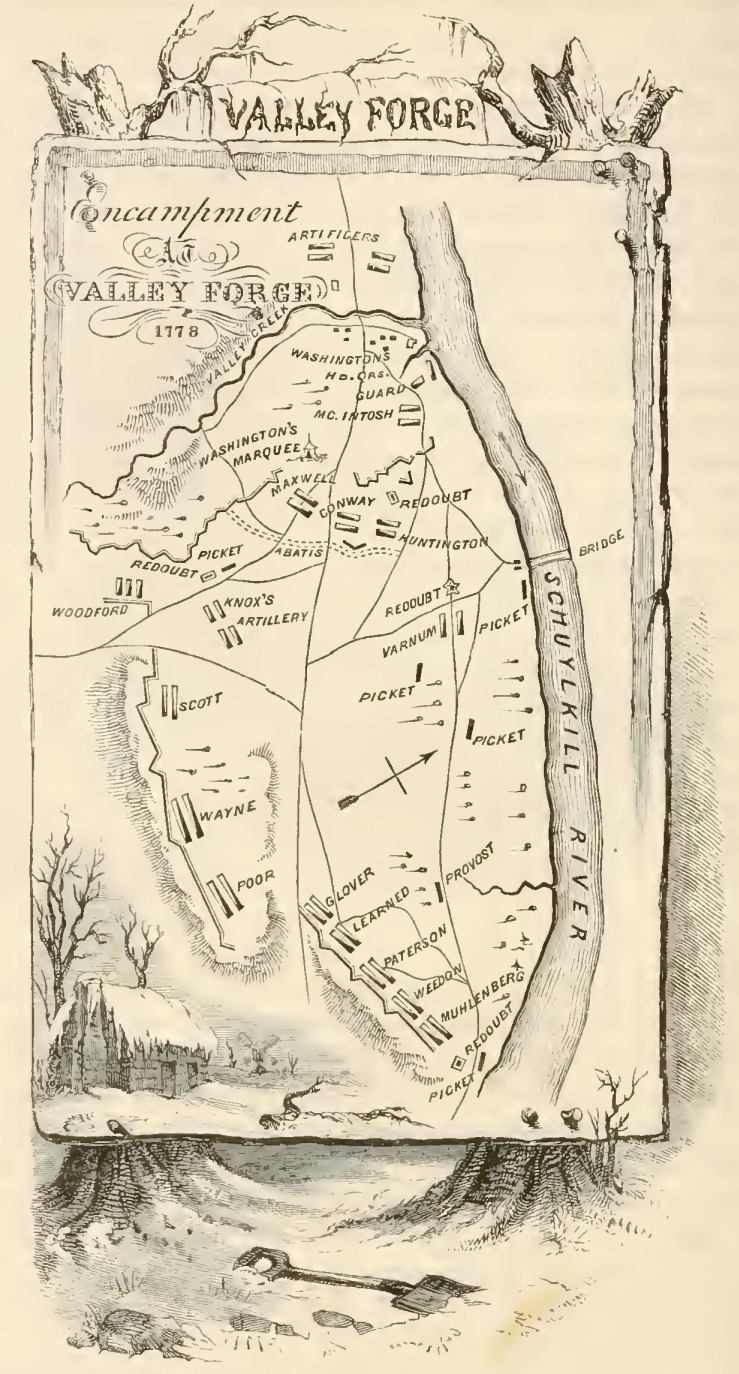 VALLEY FORGE
Encampment
AT
VALLEY FORGE
1778
ARTIFICERS
VALLEY CREEK
WASHINGTONS
HD. QRS.
GUARD
MC. INTOSH
WASHINGTON'S
MARQUEE
MAXWELL
CONWAY
REDOUBT
HUNTINGTON
ABATIS
BRIDGE
PICKET
REDOUBT
WOODFORD
KNOX'S
ARTILLERY
REDOUBT
VARNUM
PICKET
SCHUYLKILL RIVER
SCOTT
PICKET
PICKET
WAYNE
POOR
GLOVER
LEARNED
PROVOST
PATERSON
WEEDON
MUHLENBERG
REDOUBT
PICKET